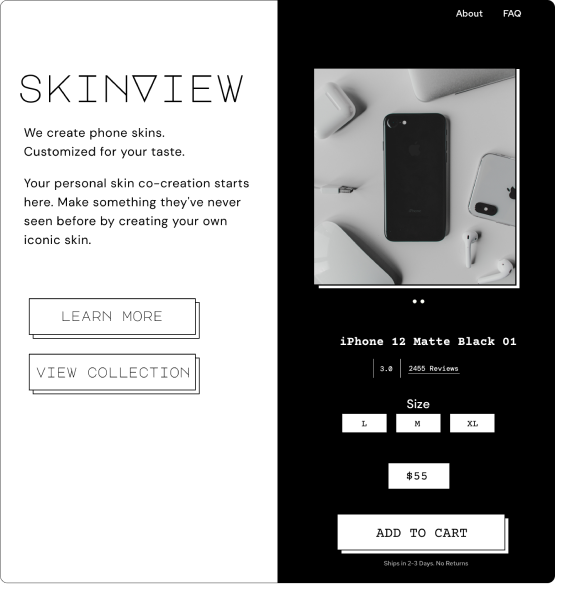 About FAQ
SKINVIEW
We create phone skins.
Customized for your taste.
Your personal skin co-creation starts
here. Make something they've never
seen before by creating your own
iconic skin.
LEARN MORE
VIEW COLLECTION
iPhone 12 Matte Black 01
3.0 2455 Reviews
Size
L M XL
$55
ADD TO CART
Ships in 2-3 Days. No Returns